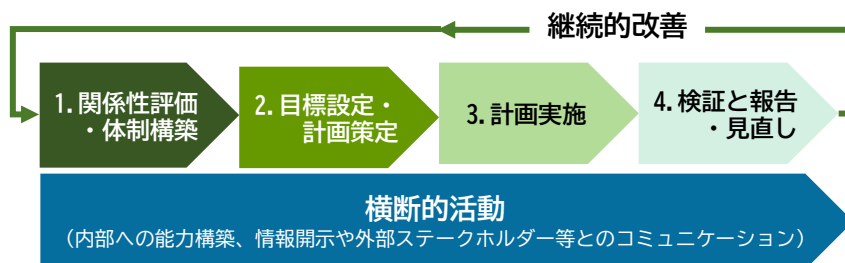 継続的改善
1.関係性評価
・体制構築
2.目標設定・
計画策定
3.計画実施
4.検証と報告
・見直し
横断的活動
（内部への能力構築、情報開示や外部ステークホルダー等とのコミュニケーション）